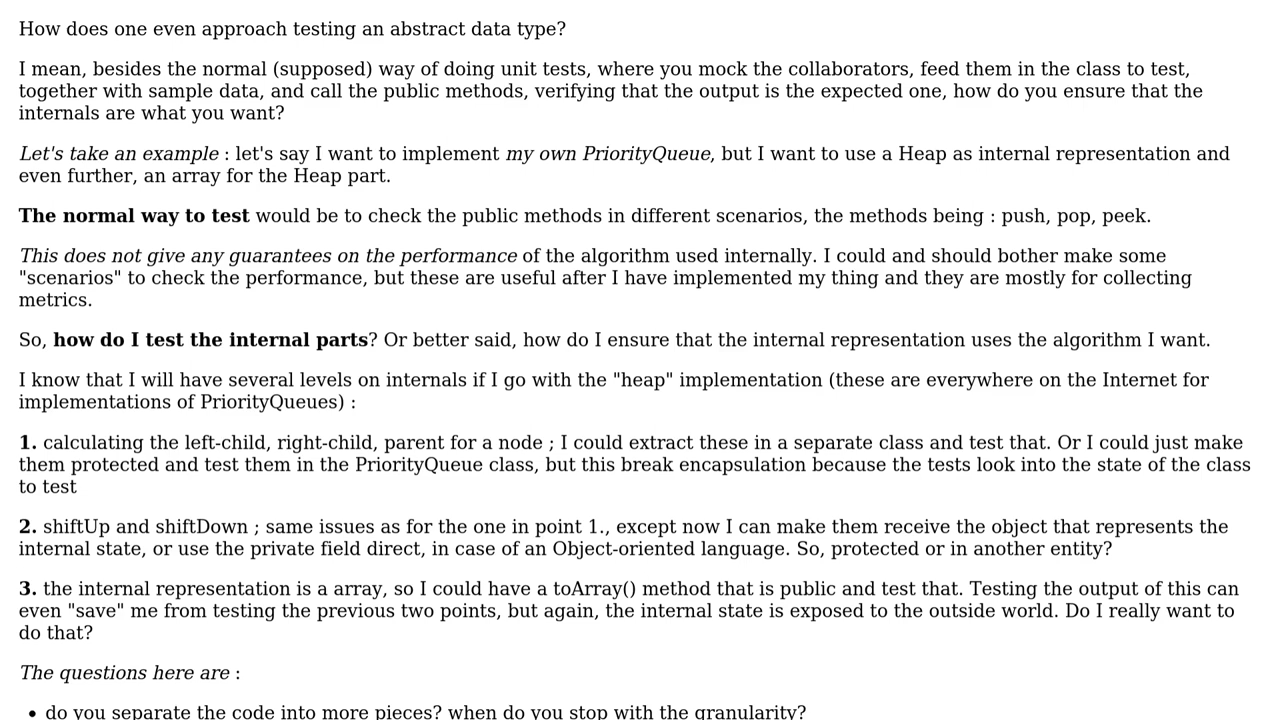 How does one even approach testing an abstract data type?
I mean, besides the normal (supposed) way of doing unit tests, where you mock the collaborators, feed them in the class to test,
together with sample data, and call the public methods, verifying that the output is the expected one, how do you ensure that the
internals are what you want?
Let's take an example : let's say I want to implement my own PriorityQueue, but I want to use a Heap as internal representation and
even further, an array for the Heap part.
The normal way to test would be to check the public methods in different scenarios, the methods being : push, pop, peek.
This does not give any guarantees on the performance of the algorithm used internally. I could and should bother make some
"scenarios" to check the performance, but these are useful after I have implemented my thing and they are mostly for collecting
metrics.
So, how do I test the internal parts? Or better said, how do I ensure that the internal representation uses the algorithm I want.
I know that I will have several levels on internals if I go with the "heap" implementation (these are everywhere on the Internet for
implementations of PriorityQueues) :
1. calculating the left-child, right-child, parent for a node ; I could extract these in a separate class and test that. Or I could just make
them protected and test them in the PriorityQueue class, but this break encapsulation because the tests look into the state of the class
to test
2. shiftUp and shiftDown ; same issues as for the one in point 1., except now I can make them receive the object that represents the
internal state, or use the private field direct, in case of an Object-oriented language. So, protected or in another entity?
3. the internal representation is a array, so I could have a toArray() method that is public and test that. Testing the output of this can
even "save" me from testing the previous two points, but again, the internal state is exposed to the outside world. Do I really want to
do that?
The questions here are :
• do you separate the code into more pieces? when do you stop with the granularity?